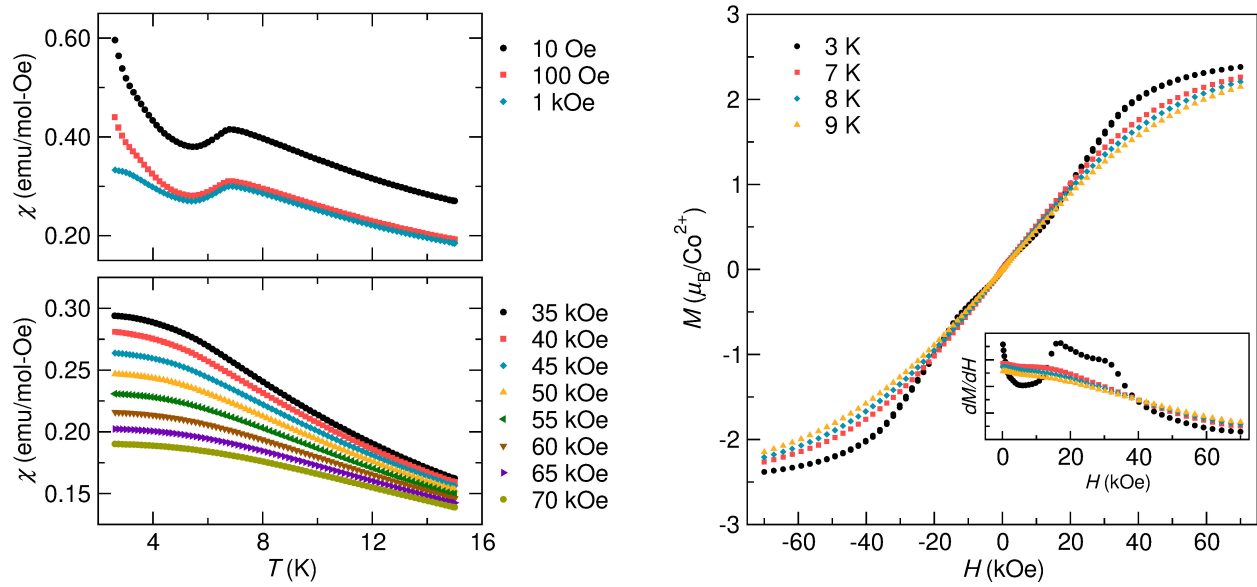 0.60
0.40
0.20
χ (emu/mol-Oe)
10 Oe
100 Oe
1 kOe
0.30
0.25
0.20
0.15
χ (emu/mol-Oe)
35 kOe
40 kOe
45 kOe
50 kOe
55 kOe
60 kOe
65 kOe
70 kOe
4 8 12 16
T (K)
3
2
1
0
-1
-2
-3
M (μB/Co2+)
3 K
7 K
8 K
9 K
dM/dH
0 20 40 60
H (kOe)
-60 -40 -20 0 20 40 60
H (kOe)